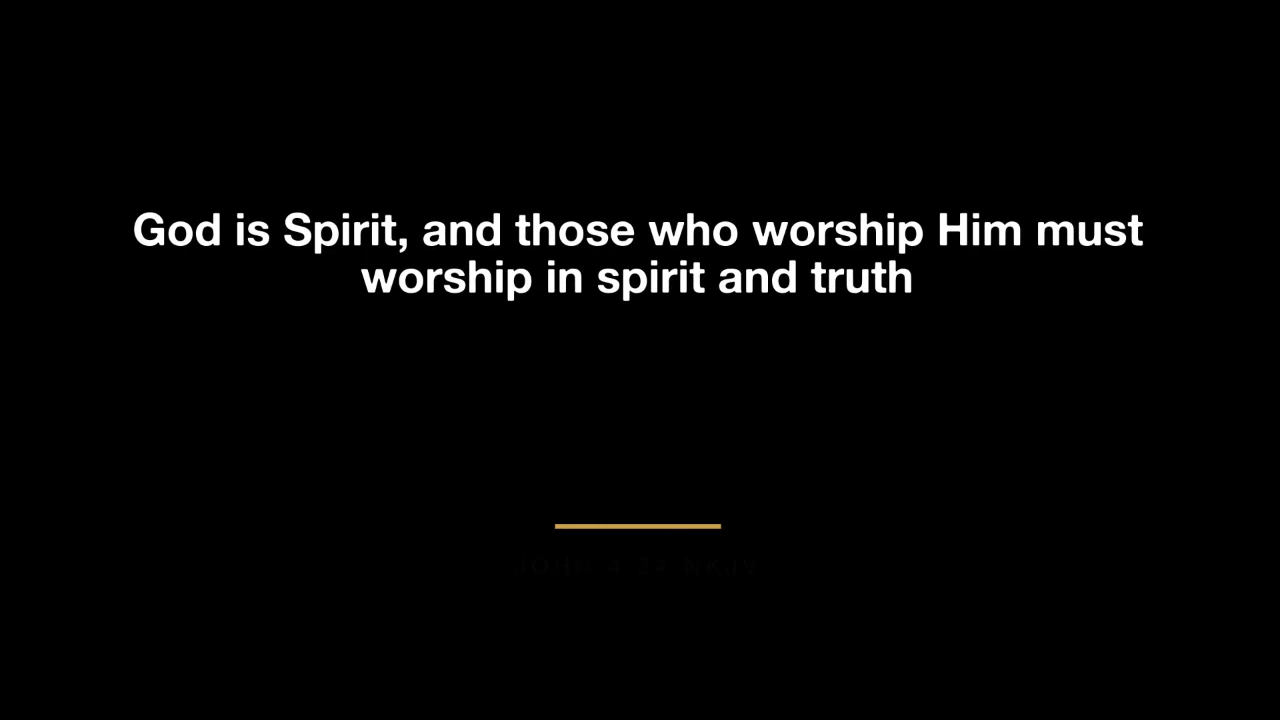 God is Spirit, and those who worship Him must
worship in spirit and truth
JOHN 4:24 NKJV